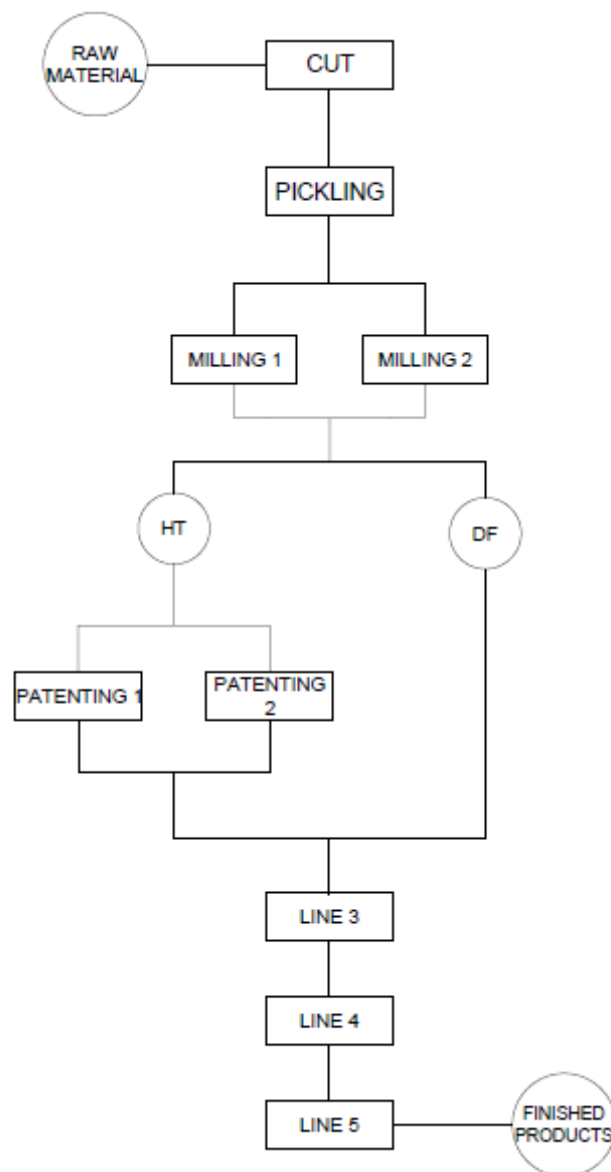 RAW
MATERIAL
CUT
PICKLING
MILLING 1
MILLING 2
HT
DF
PATENTING 1
PATENTING
2
LINE 3
LINE 4
LINE 5
FINISHED
PRODUCTS